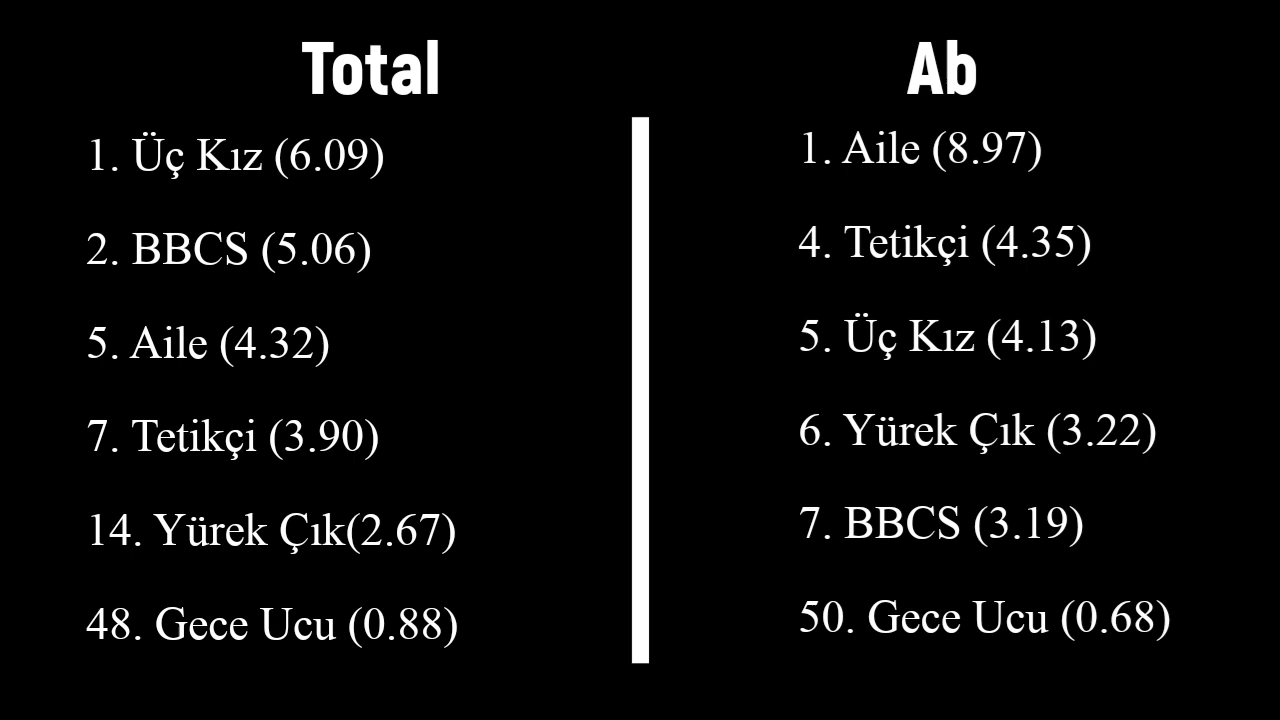 Total
1. Üç Kız (6.09)
2. BBCS (5.06)
5. Aile (4.32)
7. Tetikçi (3.90)
14. Yürek Çık(2.67)
48. Gece Ucu (0.88)
Ab
1. Aile (8.97)
4. Tetikçi (4.35)
5. Üç Kız (4.13)
6. Yürek Çık (3.22)
7. BBCS (3.19)
50. Gece Ucu (0.68)